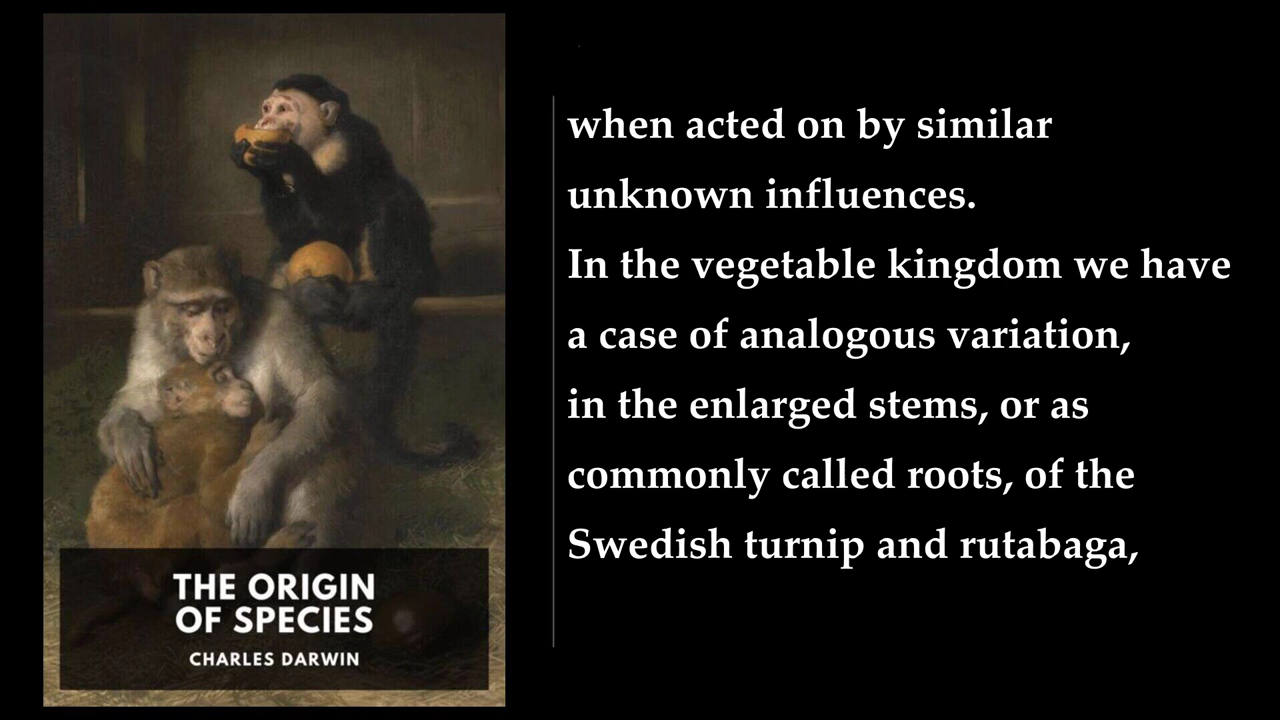 THE ORIGIN
OF SPECIES
CHARLES DARWIN
when acted on by similar
unknown influences.
In the vegetable kingdom we have
a case of analogous variation,
in the enlarged stems, or as
commonly called roots, of the
Swedish turnip and rutabaga,